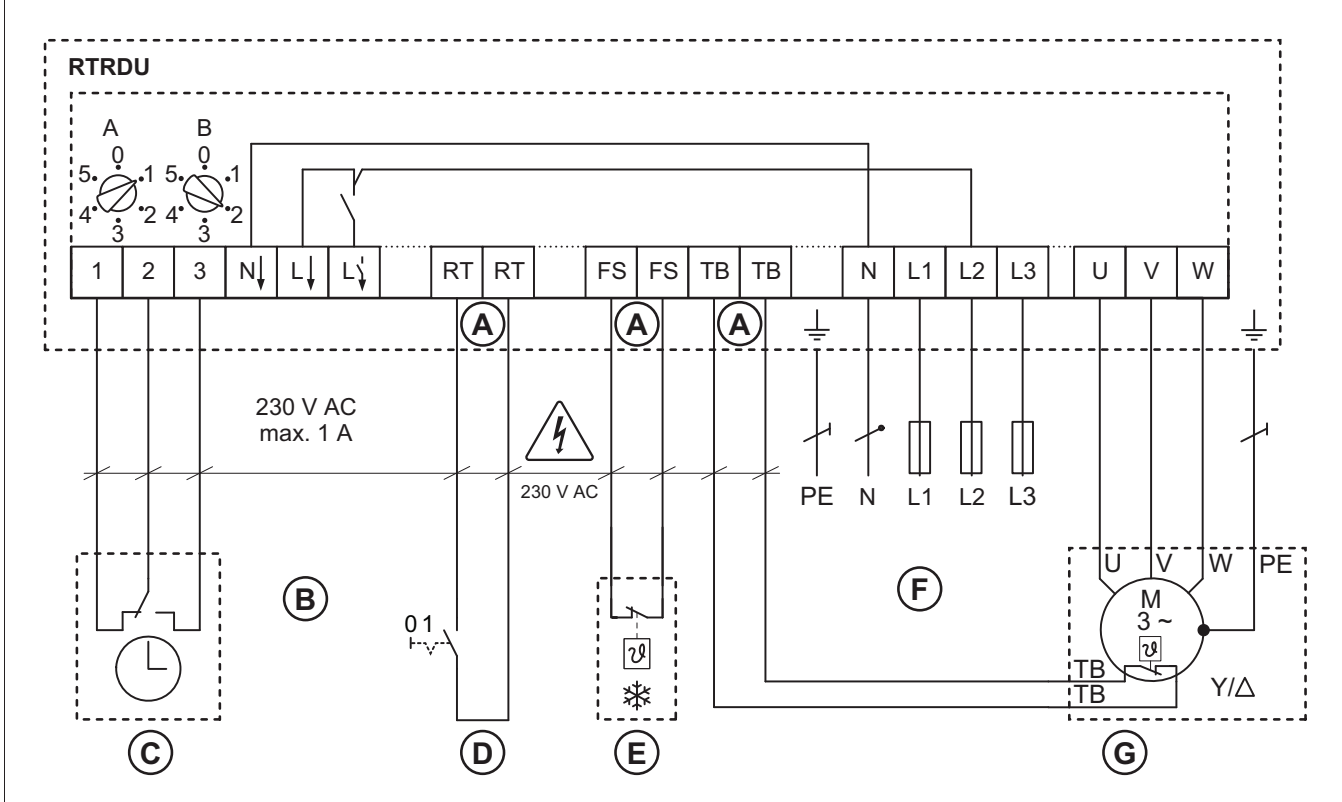 RTRDU
A B
0 0
5 1 5 1
4 2 4 2
3 3
1 2 3 N L L RT RT FS FS TB TB N L1 L2 L3 U V W
A A A
230 V AC
max. 1 A
230 V AC
PE N L1 L2 L3
U V W PE
M
3 ~
ϑ
B
F
0 1
ϑ
TB
TB
Y/△
C D E G